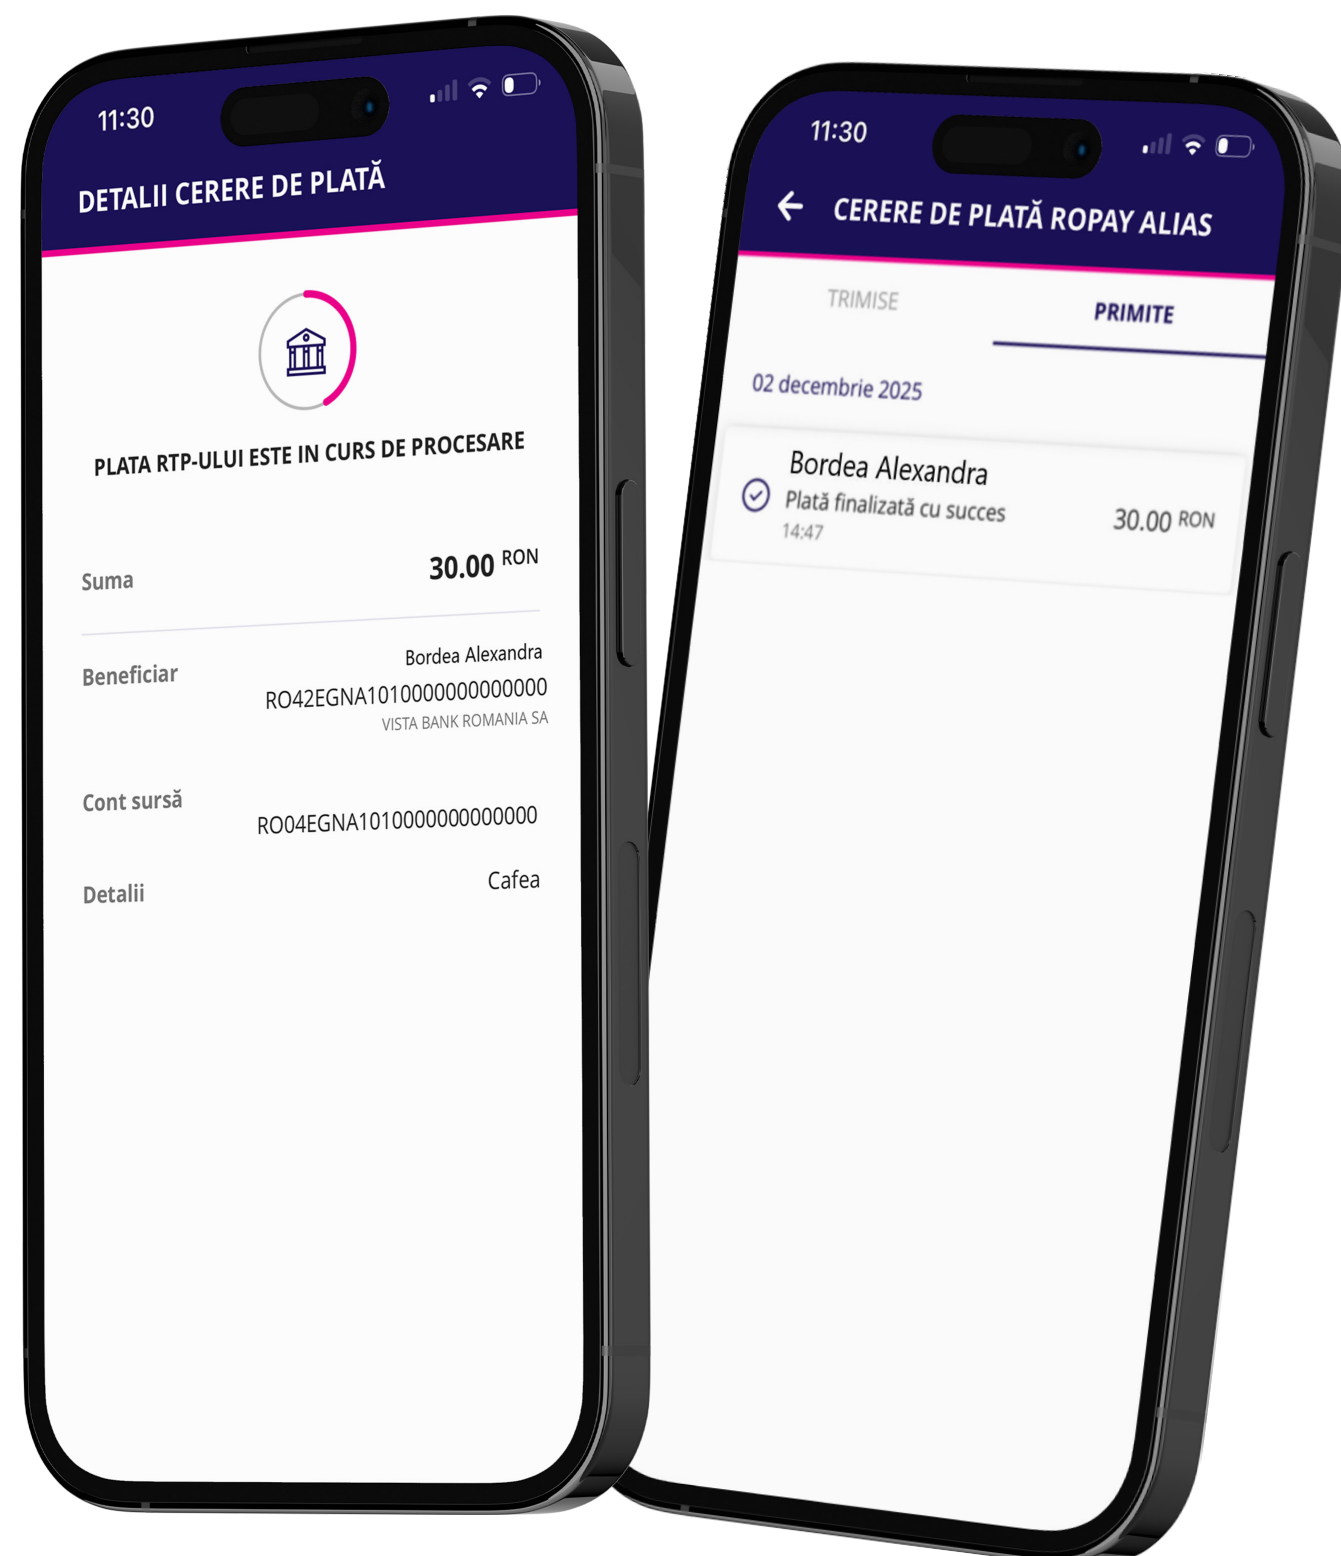 11:30
DETALII CERERE DE PLATĂ
PLATA RTP-ULUI ESTE IN CURS DE PROCESARE
Suma
30.00 RON
Beneficiar
Bordea Alexandra
RO42EGNA1010000000000000
VISTA BANK ROMANIA SA
Cont sursă
RO04EGNA1010000000000000
Detalii
Cafea
11:30
CERERE DE PLATĂ ROPAY ALIAS
TRIMISE
PRIMITE
02 decembrie 2025
Bordea Alexandra
Plată finalizată cu succes
30.00 RON
14:47